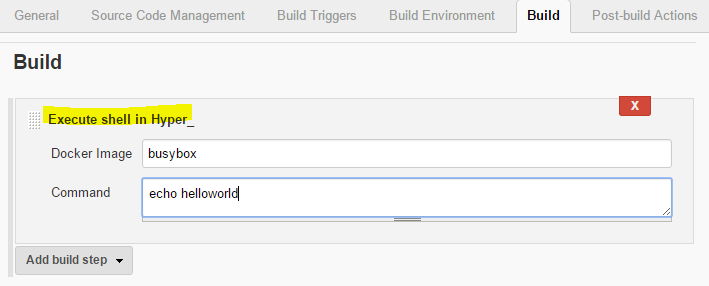 General Source Code Management Build Triggers Build Environment Build Post-build Actions
Build
Execute shell in Hyper_
X
Docker Image busybox
Command echo helloworld
Add build step